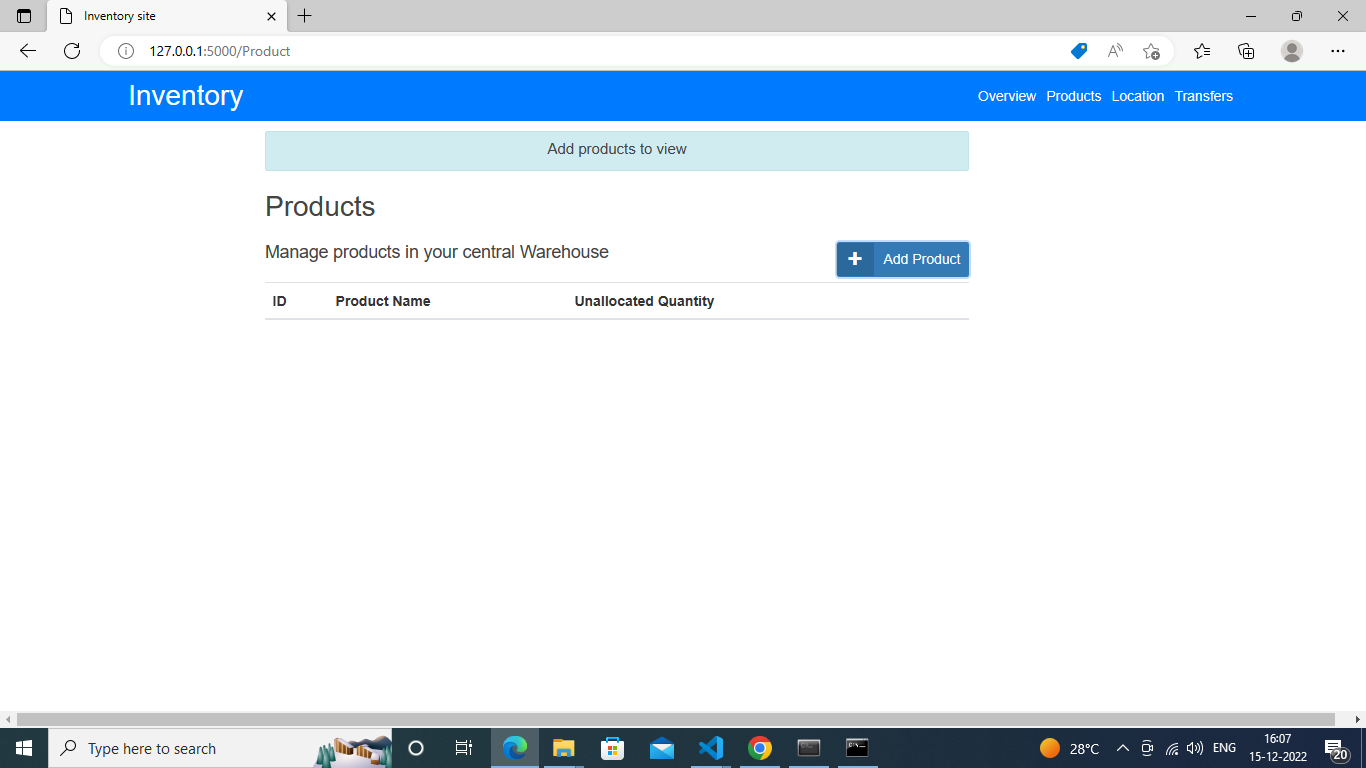 Inventory site
127.0.0.1:5000/Product
Inventory
Overview Products Location Transfers
Add products to view
Products
Manage products in your central Warehouse
Add Product
ID Product Name Unallocated Quantity
Type here to search
28°C
ENG
16:07
15-12-2022
20